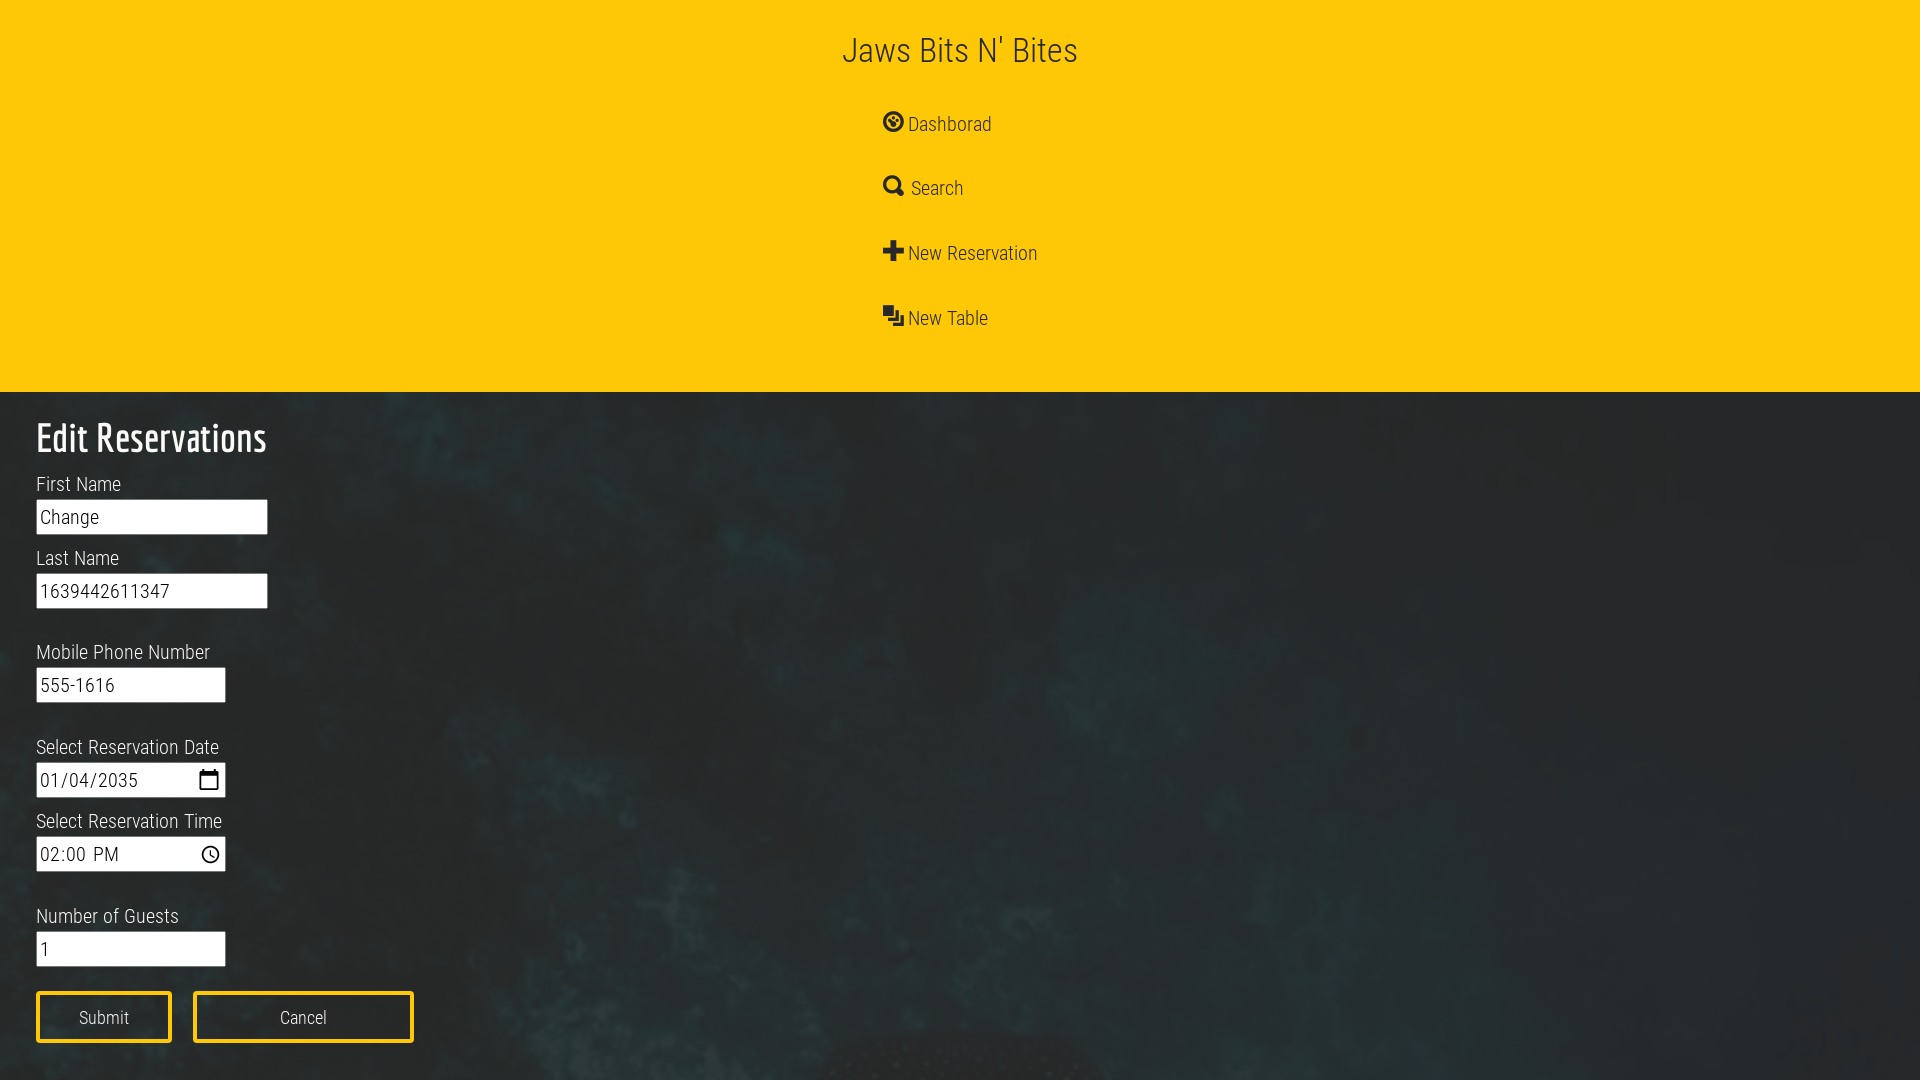 Jaws Bits N' Bites
Dashborad
Search
New Reservation
New Table
Edit Reservations
First Name
Change
Last Name
1639442611347
Mobile Phone Number
555-1616
Select Reservation Date
01/04/2035
Select Reservation Time
02:00 PM
Number of Guests
1
Submit Cancel